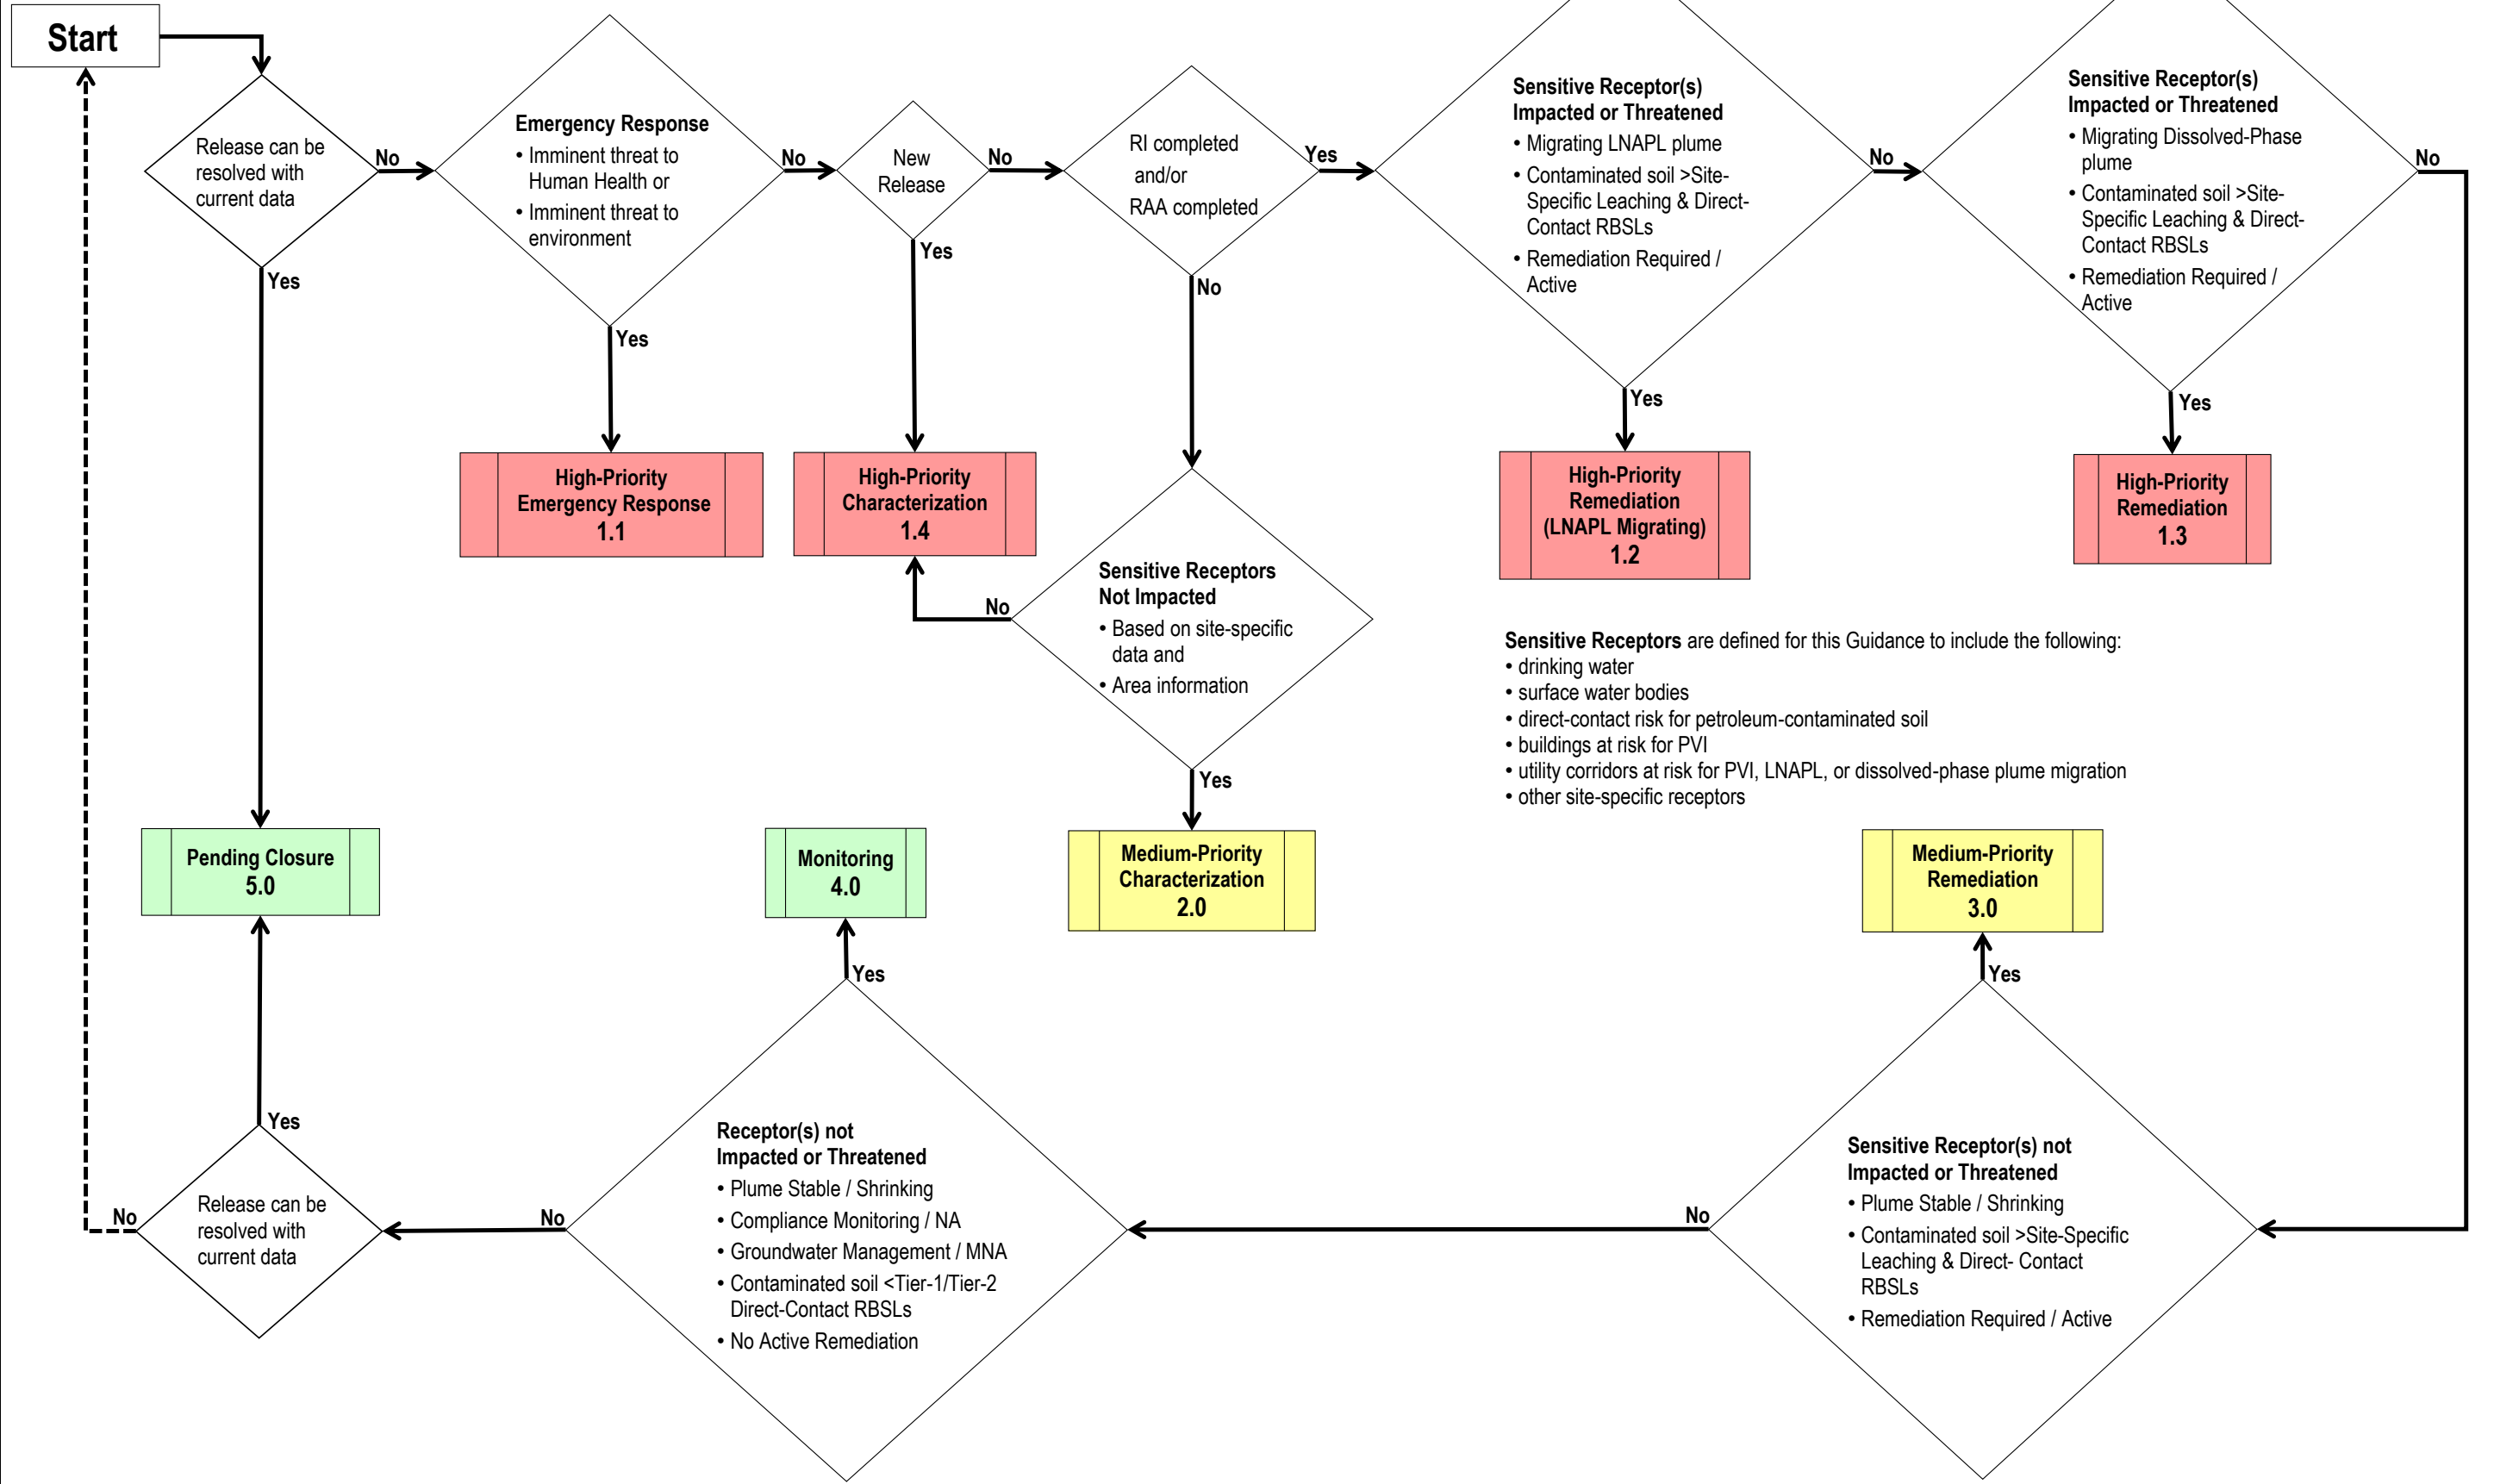 Start
Release can be
resolved with
current data
No
Yes
Emergency Response
• Imminent threat to
Human Health or
• Imminent threat to
environment
No
Yes
New
Release
No
Yes
RI completed
and/or
RAA completed
Yes
No
Sensitive Receptor(s)
Impacted or Threatened
• Migrating LNAPL plume
• Contaminated soil >Site-
Specific Leaching & Direct-
Contact RBSLs
• Remediation Required /
Active
No
Yes
Sensitive Receptor(s)
Impacted or Threatened
• Migrating Dissolved-Phase
plume
• Contaminated soil >Site-
Specific Leaching & Direct-
Contact RBSLs
• Remediation Required /
Active
No
Yes
High-Priority
Emergency Response
1.1
High-Priority
Characterization
1.4
High-Priority
Remediation
(LNAPL Migrating)
1.2
High-Priority
Remediation
1.3
Sensitive Receptors
Not Impacted
• Based on site-specific
data and
• Area information
No
Yes
Sensitive Receptors are defined for this Guidance to include the following:
• drinking water
• surface water bodies
• direct-contact risk for petroleum-contaminated soil
• buildings at risk for PVI
• utility corridors at risk for PVI, LNAPL, or dissolved-phase plume migration
• other site-specific receptors
Pending Closure
5.0
Monitoring
4.0
Medium-Priority
Characterization
2.0
Medium-Priority
Remediation
3.0
Yes
Release can be
resolved with
current data
No
Yes
Receptor(s) not
Impacted or Threatened
• Plume Stable / Shrinking
• Compliance Monitoring / NA
• Groundwater Management / MNA
• Contaminated soil <Tier-1/Tier-2
Direct-Contact RBSLs
• No Active Remediation
No
Yes
Sensitive Receptor(s) not
Impacted or Threatened
• Plume Stable / Shrinking
• Contaminated soil >Site-Specific
Leaching & Direct- Contact
RBSLs
• Remediation Required / Active
No